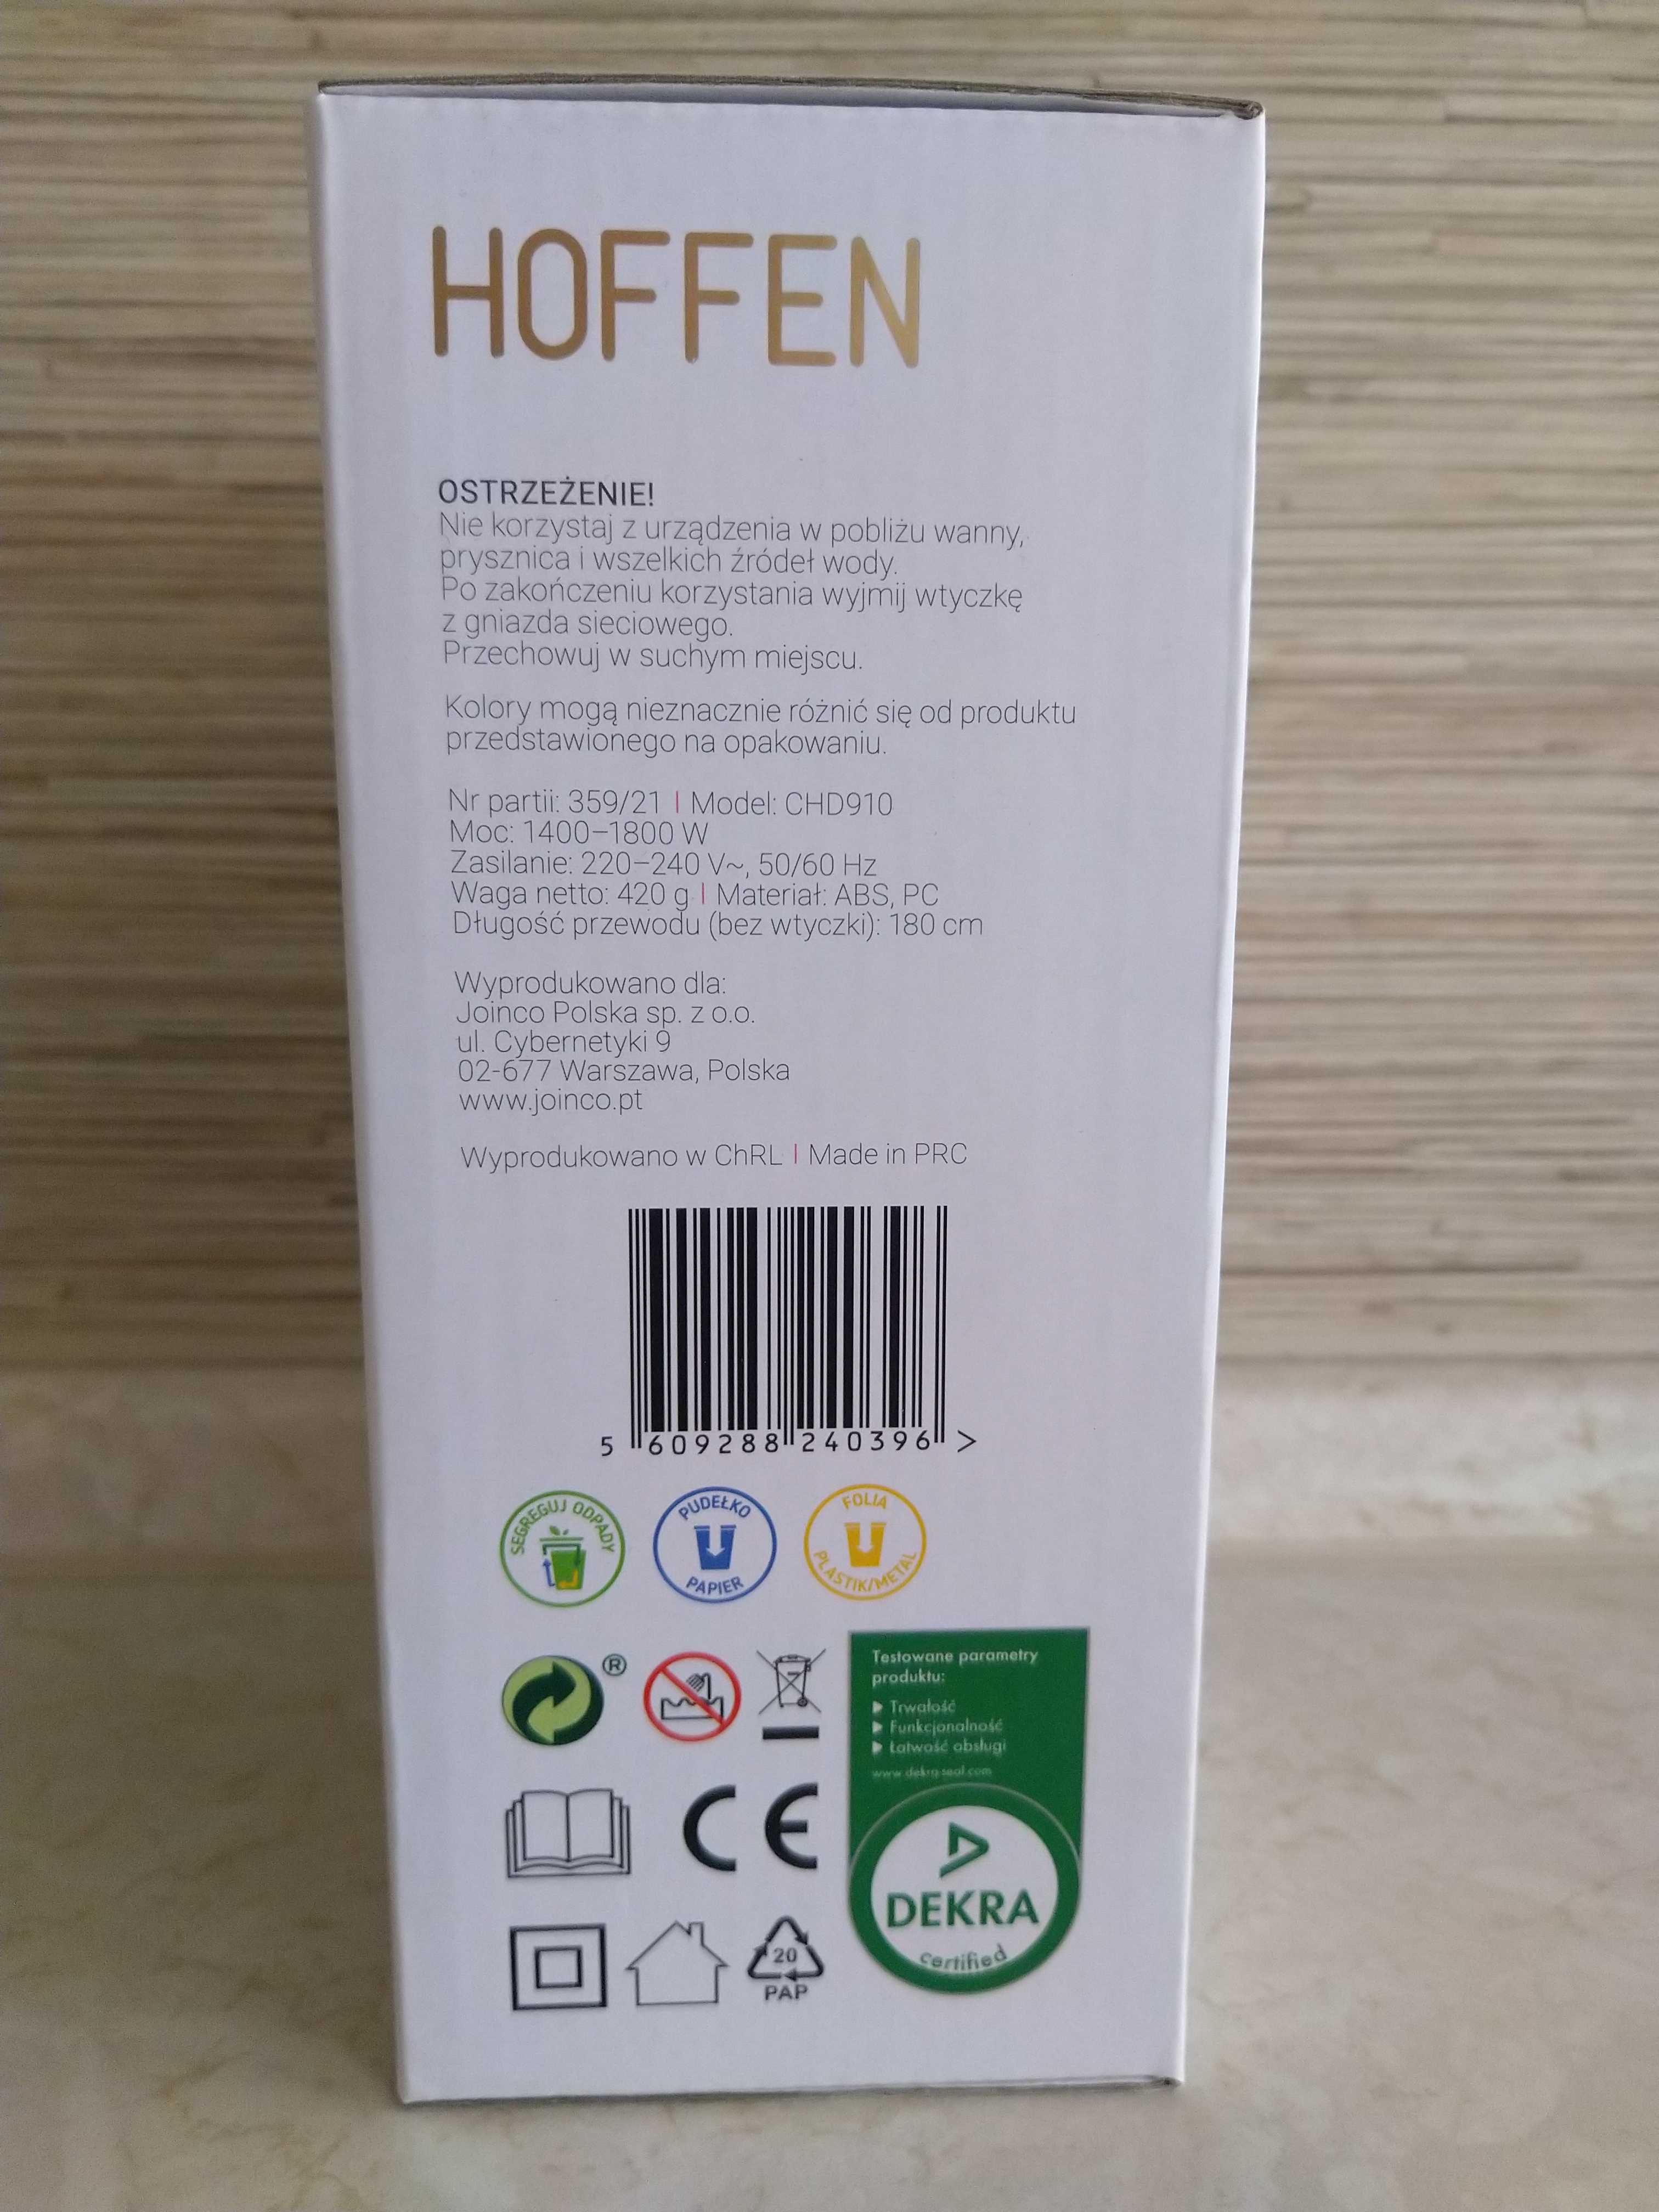 HOFFEN
OSTRZEŻENIE!
Nie korzystaj z urządzenia w pobliżu wanny,
prysznica i wszelkich źródeł wody.
Po zakończeniu korzystania wyjmij wtyczkę
z gniazda sieciowego.
Przechowuj w suchym miejscu.
Kolory mogą nieznacznie różnić się od produktu
przedstawionego na opakowaniu.
Nr partii: 359/21 | Model: CHD910
Moc: 1400–1800 W
Zasilanie: 220–240 V~, 50/60 Hz
Waga netto: 420 g | Materiał: ABS, PC
Długość przewodu (bez wtyczki): 180 cm
Wyprodukowano dla:
Joinco Polska sp. z o.o.
ul. Cybernetyki 9
02-677 Warszawa, Polska
www.joinco.pt
Wyprodukowano w ChRL | Made in PRC
5 609288 240396 >
SEGREGUJ ODPADY
PUDEŁKO
PAPIER
FOLIA
PLASTIK/METAL
®
Testowane parametry
produktu:
Trwałość
Funkcjonalność
Łatwość obsługi
www.dekra-seal.com
CE
DEKRA
certified
20
PAP